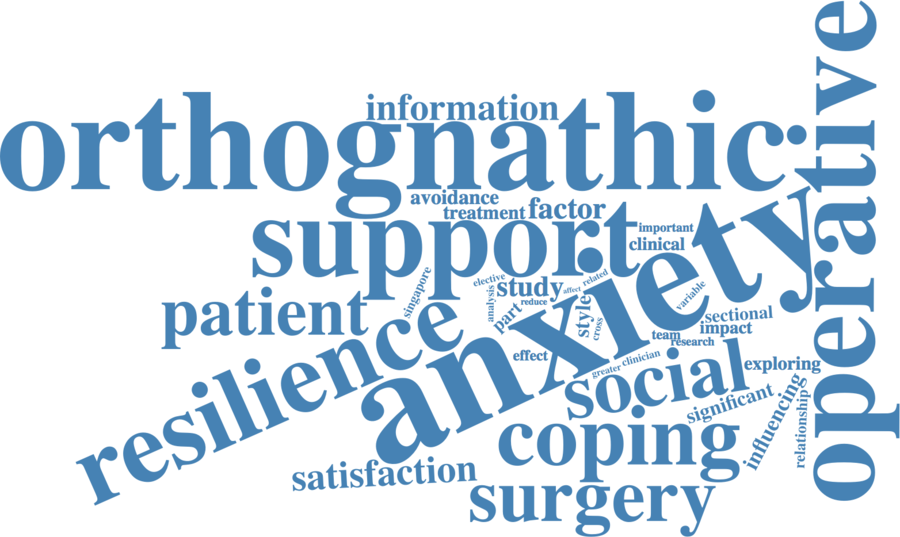 information
orthognathic
operative
avoidance
treatment
factor
support
important
clinical
anxiety
elective
related
affect
study
singapore
analysis
reduce
variable
part
style
cross
patient
sectional
impact
team
research
resilience
effect
clinician
greater
exploring
social
significant
influencing
relationship
coping
satisfaction
surgery